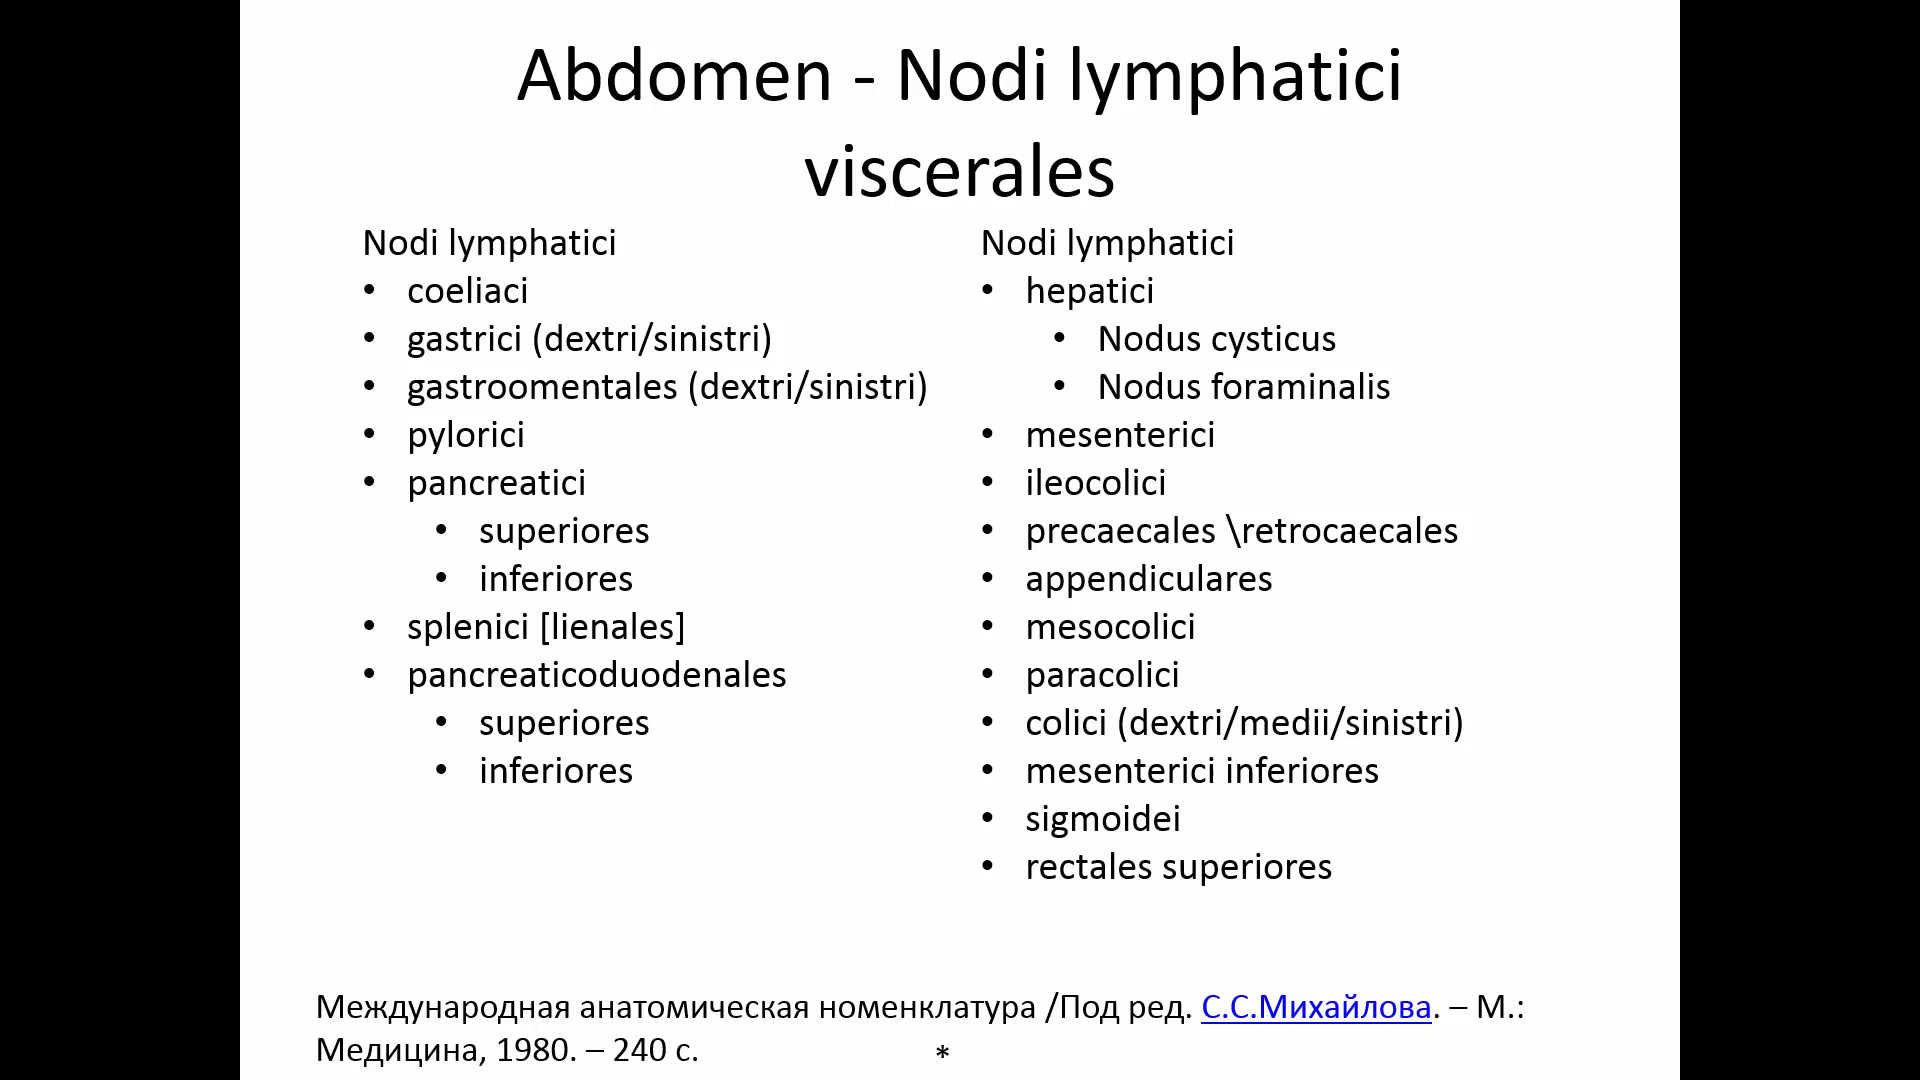 Abdomen - Nodi lymphatici
viscerales
Nodi lymphatici
• coeliaci
• gastrici (dextri/sinistri)
• gastroomentales (dextri/sinistri)
• pylorici
• pancreatici
• superiores
• inferiores
• splenici [lienales]
• pancreaticoduodenales
• superiores
• inferiores
Nodi lymphatici
• hepatici
• Nodus cysticus
• Nodus foraminalis
• mesenterici
• ileocolici
• precaecales \retrocaecales
• appendiculares
• mesocolici
• paracolici
• colici (dextri/medii/sinistri)
• mesenterici inferiores
• sigmoidei
• rectales superiores
Международная анатомическая номенклатура /Под ред. С.С.Михайлова. – М.:
Медицина, 1980. – 240 с.
*